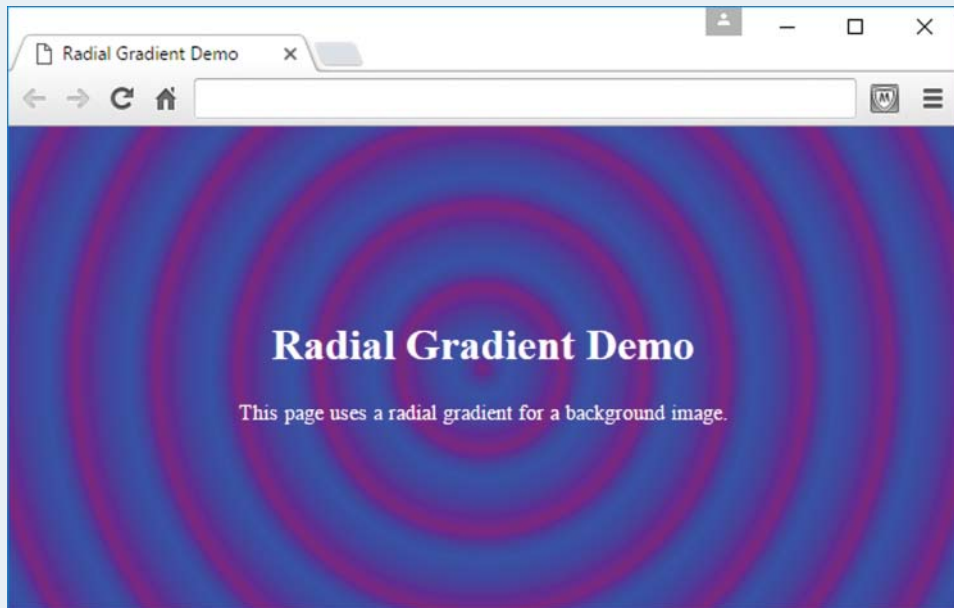 Radial Gradient Demo
Radial Gradient Demo
This page uses a radial gradient for a background image.